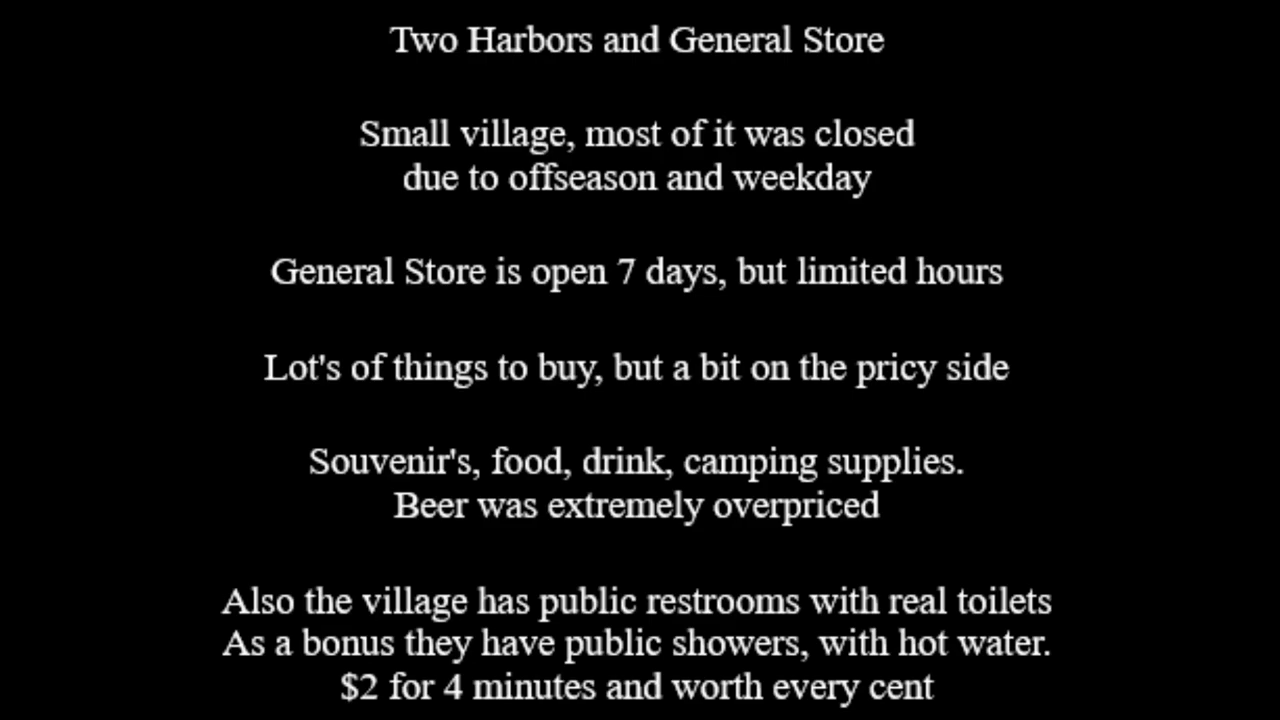 Two Harbors and General Store
Small village, most of it was closed
due to offseason and weekday
General Store is open 7 days, but limited hours
Lot's of things to buy, but a bit on the pricy side
Souvenir's, food, drink, camping supplies.
Beer was extremely overpriced
Also the village has public restrooms with real toilets
As a bonus they have public showers, with hot water.
$2 for 4 minutes and worth every cent